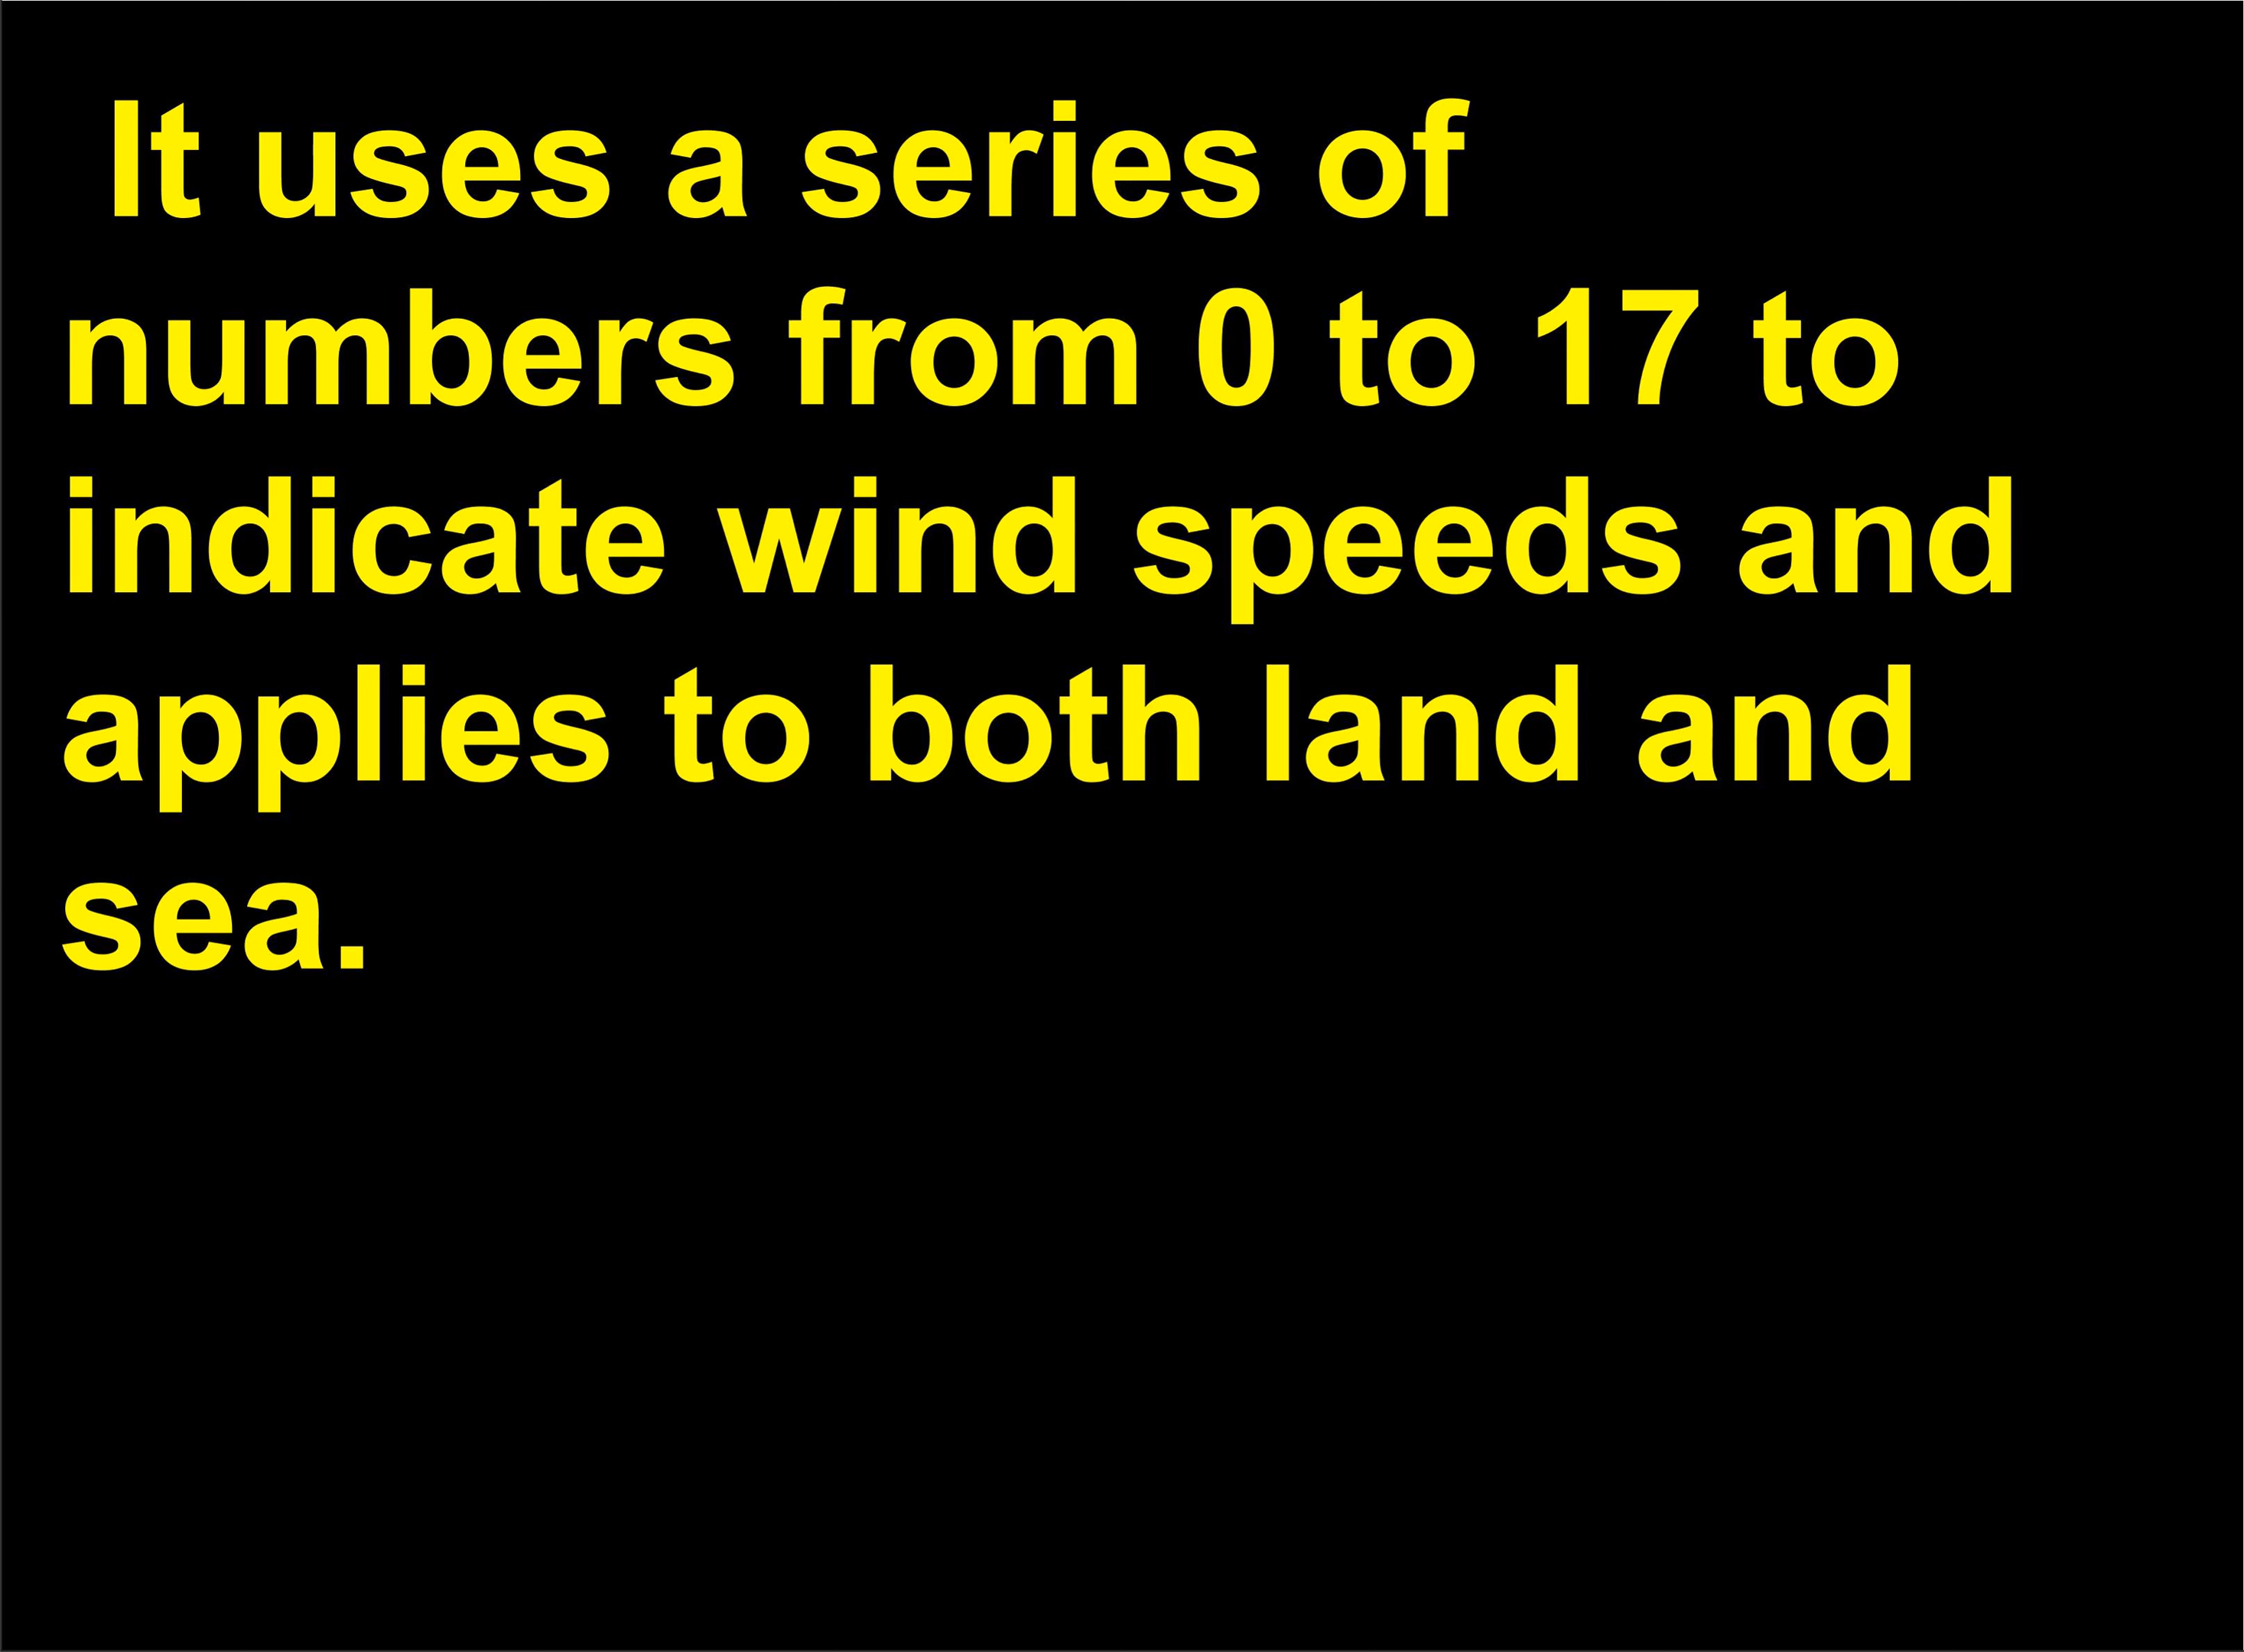 It uses a series of
numbers from 0 to 17 to
indicate wind speeds and
applies to both land and
sea.